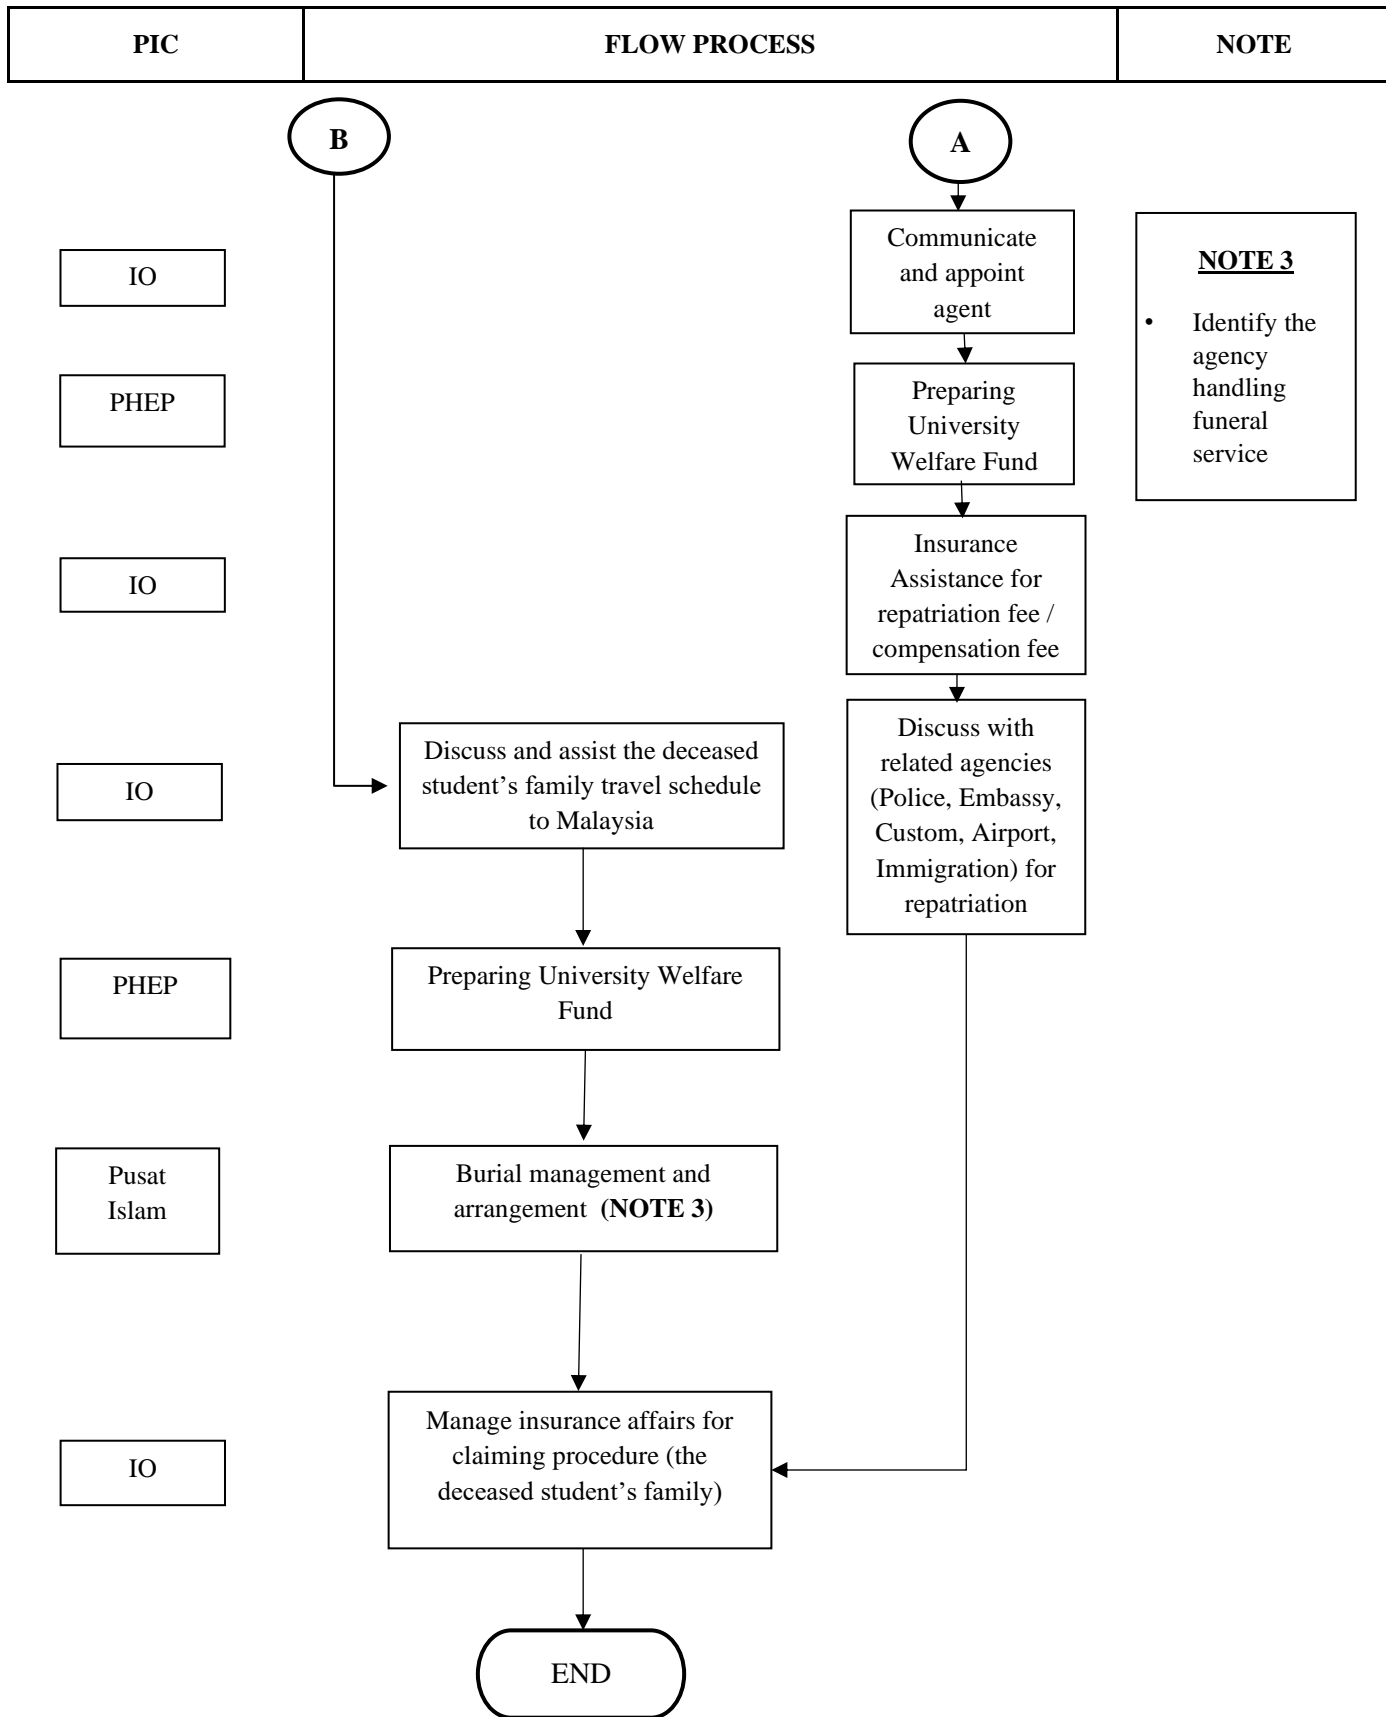 PIC
FLOW PROCESS
NOTE
B
A
IO
Communicate
and appoint
agent
NOTE 3
• Identify the
agency
handling
funeral
service
PHEP
Preparing
University
Welfare Fund
IO
Insurance
Assistance for
repatriation fee /
compensation fee
IO
Discuss and assist the deceased
student’s family travel schedule
to Malaysia
Discuss with
related agencies
(Police, Embassy,
Custom, Airport,
Immigration) for
repatriation
PHEP
Preparing University Welfare
Fund
Pusat
Islam
Burial management and
arrangement (NOTE 3)
IO
Manage insurance affairs for
claiming procedure (the
deceased student’s family)
END